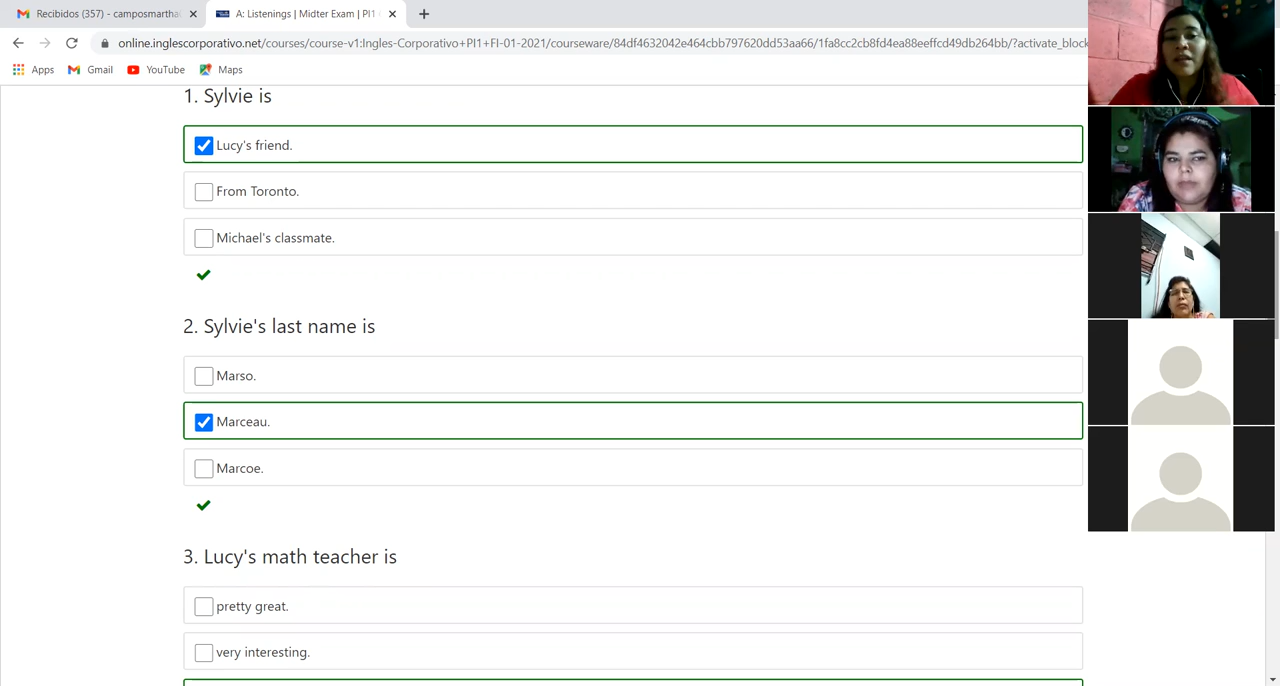 Recibidos (357) - camposmartha
A: Listenings | Midter Exam | PI1
online.inglescorporativo.net/courses/course-v1:Ingles-Corporativo+PI1+FI-01-2021/courseware/84df4632042e464cbb797620dd53aa66/1fa8cc2cb8fd4ea88eeffcd49db264bb/?activate_block
Apps Gmail YouTube Maps
1. Sylvie is
Lucy's friend.
From Toronto.
Michael's classmate.
2. Sylvie's last name is
Marso.
Marceau.
Marcoe.
3. Lucy's math teacher is
pretty great.
very interesting.